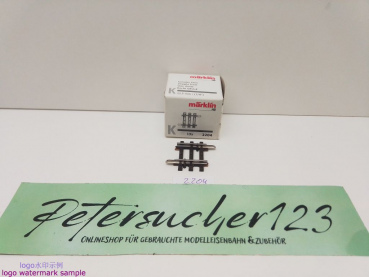 märklin
märklin
K
2204
Petersucher123
ONLINESHOP FÜR GEBRAUCHTE MODELLEISENBAHN & ZUBEHÖR
logo水印示例
logo watermark sample